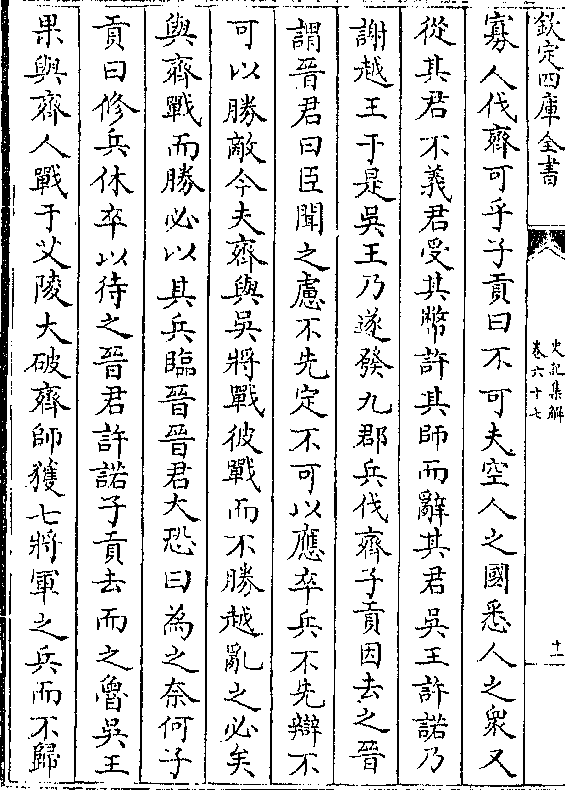 欽定四庫全書
史記集解
卷六十七
十一
寡人伐齊可乎子貢曰不可夫空人之國悉人之衆又
從其君不義君受其幣許其師而辭其君吳王許諾乃
謝越王于是吳王乃遂發九郡兵伐齊子貢因去之晉
謂晉君曰臣聞之慮不先定不可以應卒兵不先辯不
可以勝敵今夫齊與吳將戰彼戰而不勝越亂之必矣
與齊戰而勝必以其兵臨晉晉君大恐曰為之奈何子
貢曰修兵休卒以待之晉君許諾子貢去而之魯吳王
果與齊人戰于艾陵大破齊師獲七將軍之兵而不歸